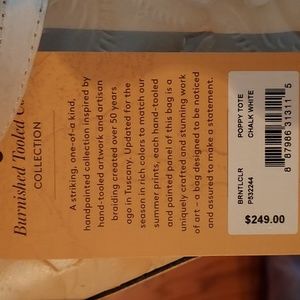 Burnished Tooled
COLLECTION
A striking, one-of-a kind,
handpainted collection inspired by
hand-tooled artwork and artisan
braiding created over 50 years
ago in Tuscany. Updated for the
season in rich colors to match our
summer prints, each hand-tooled
and painted panel of this bag is a
uniquely crafted and stunning work
of art – a bag designed to be noticed
and assured to make a statement.
POPPY TOTE
CHALK WHITE
8 87986 31311 5
BRNTLCLR
P532244
$249.00